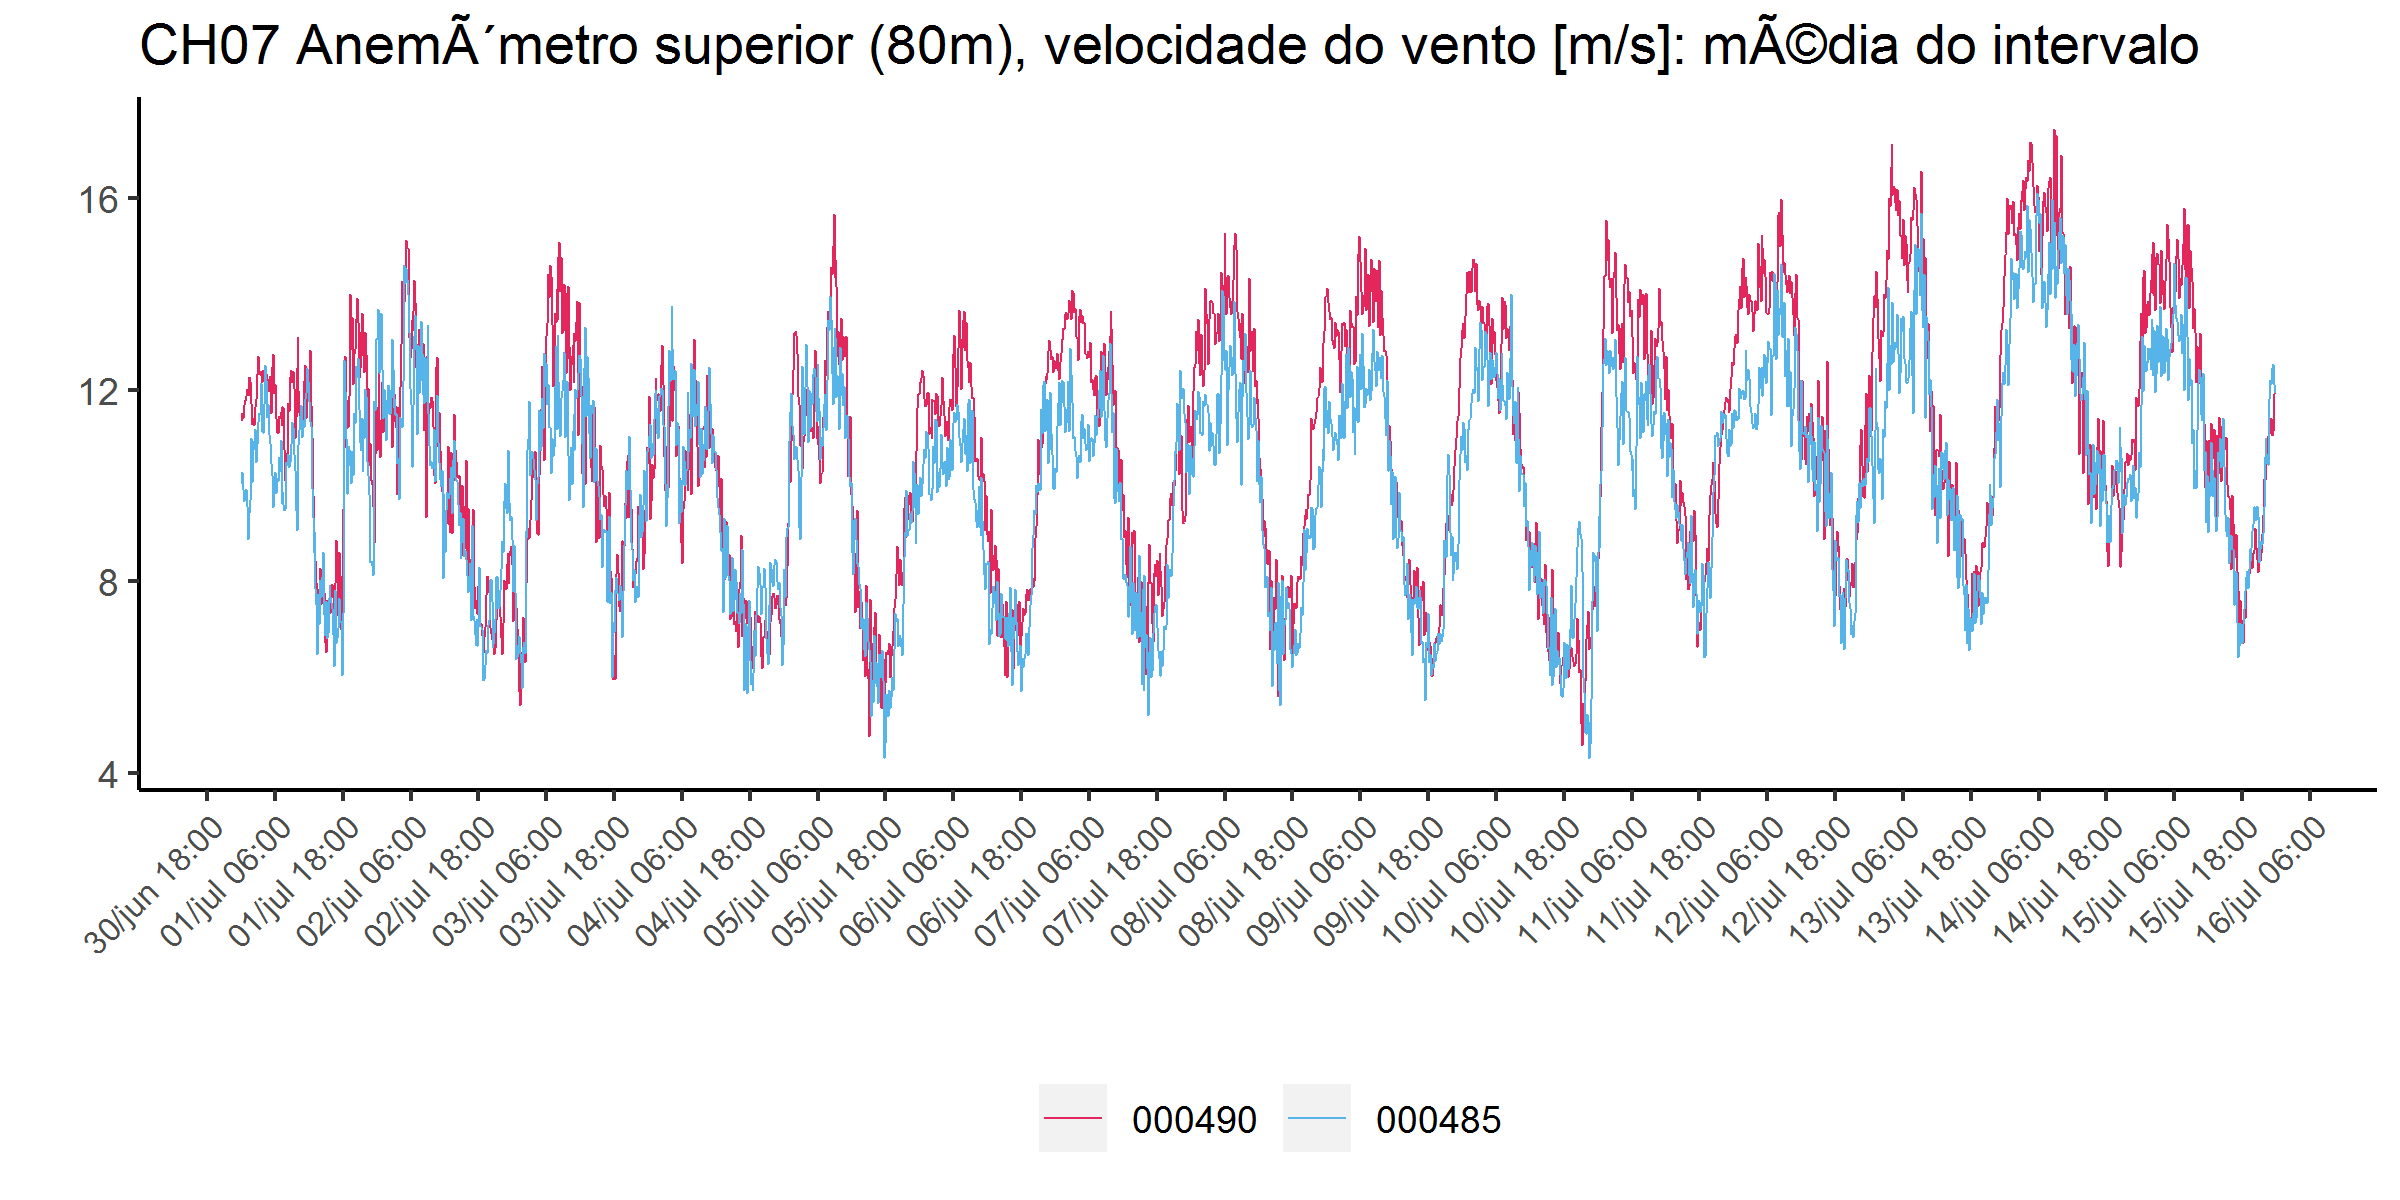 CH07 AnemÃ´metro superior (80m), velocidade do vento [m/s]: mÃ©dia do intervalo
16
12
8
4
30/jun 18:00
01/jul 06:00
01/jul 18:00
02/jul 06:00
02/jul 18:00
03/jul 06:00
03/jul 18:00
04/jul 06:00
04/jul 18:00
05/jul 06:00
05/jul 18:00
06/jul 06:00
06/jul 18:00
07/jul 06:00
07/jul 18:00
08/jul 06:00
08/jul 18:00
09/jul 06:00
09/jul 18:00
10/jul 06:00
10/jul 18:00
11/jul 06:00
11/jul 18:00
12/jul 06:00
12/jul 18:00
13/jul 06:00
13/jul 18:00
14/jul 06:00
14/jul 18:00
15/jul 06:00
15/jul 18:00
16/jul 06:00
000490 000485